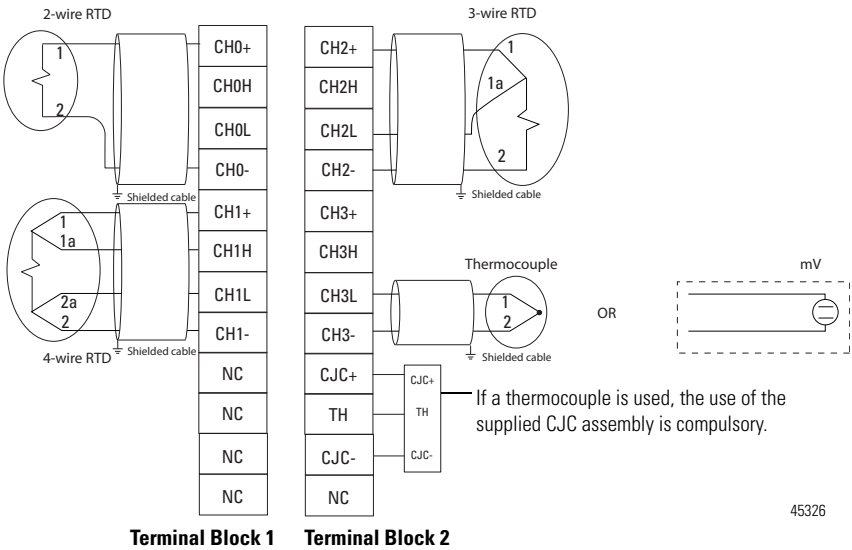 2-wire RTD
1
2
Shielded cable
CH0+
CH0H
CH0L
CH0-
CH1+
CH1H
CH1L
CH1-
NC
NC
NC
NC
1
1a
2a
2
4-wire RTD
Shielded cable
Terminal Block 1
CH2+
CH2H
CH2L
CH2-
CH3+
CH3H
CH3L
CH3-
CJC+
TH
CJC-
NC
Terminal Block 2
3-wire RTD
1
1a
2
Shielded cable
Thermocouple
1
2
Shielded cable
OR
mV
CJC+
TH
CJC-
If a thermocouple is used, the use of the
supplied CJC assembly is compulsory.
45326